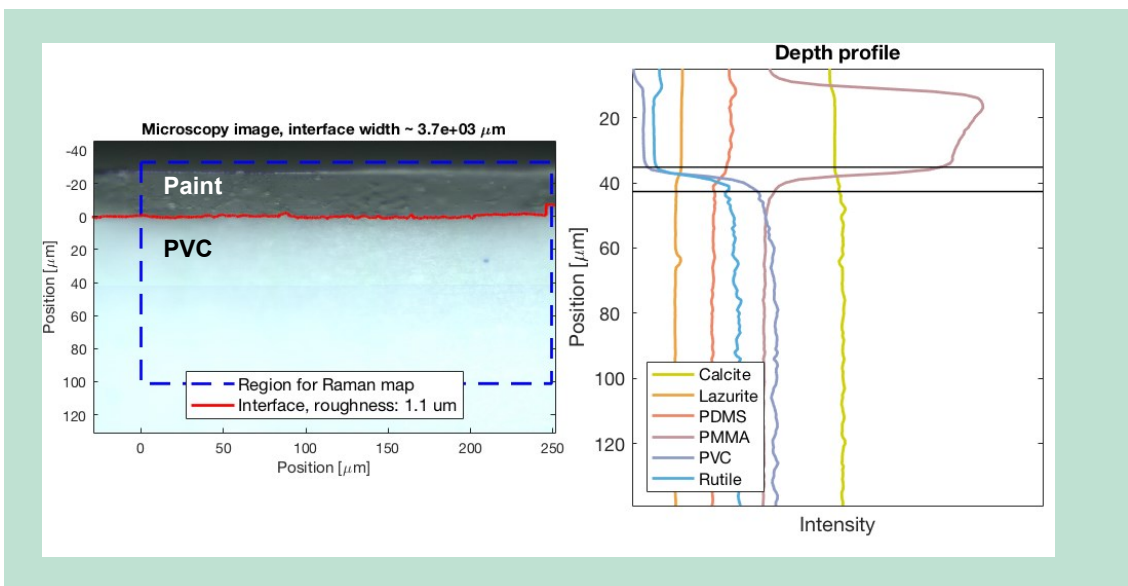 Microscopy image, interface width ~ 3.7e+03 μm
-40
-20
0
20
40
60
80
100
120
Position [μm]
Paint
PVC
Region for Raman map
Interface, roughness: 1.1 um
0
50
100
150
200
250
Position [μm]
Depth profile
20
40
60
80
100
120
Position [μm]
Calcite
Lazurite
PDMS
PMMA
PVC
Rutile
Intensity